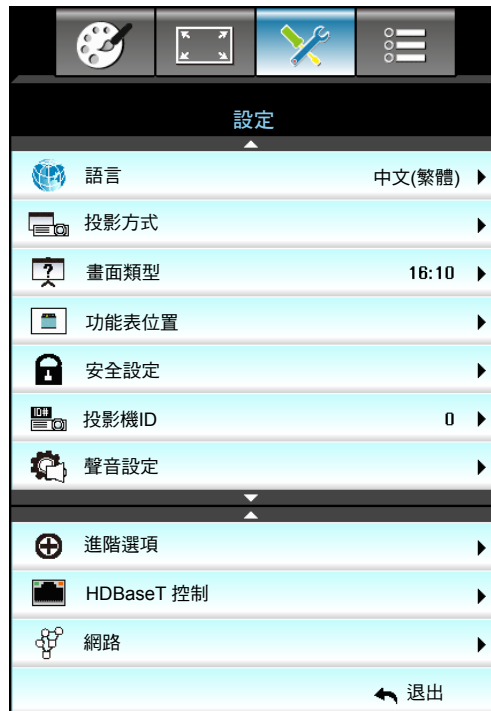 設定
語言 中文(繁體)
投影方式
畫面類型 16:10
功能表位置
安全設定
ID#
投影機ID 0
聲音設定
進階選項
HDBaseT 控制
網路
退出